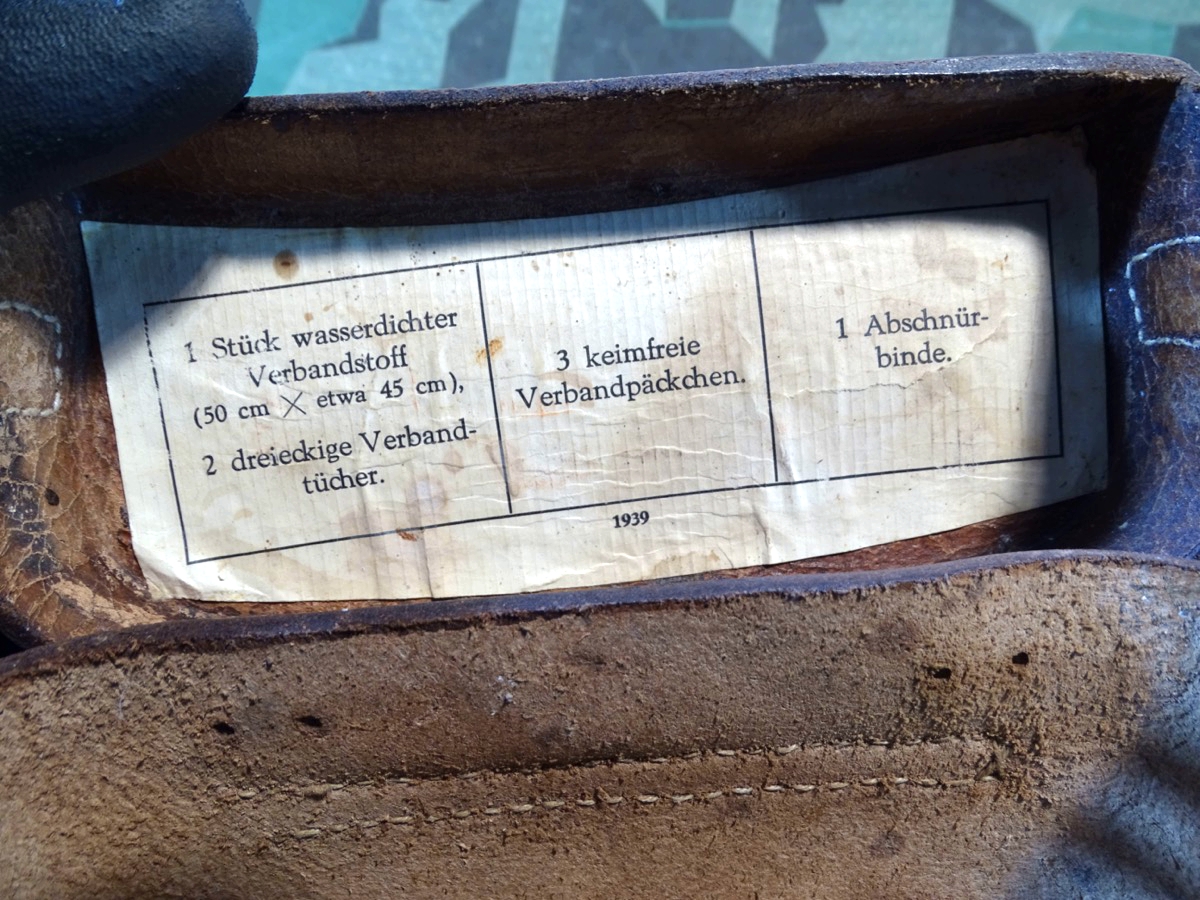 1 Stück wasserdichter
Verbandstoff
(50 cm × etwa 45 cm),
2 dreieckige Verband-
tücher.
3 keimfreie
Verbandpäckchen.
1 Abschnür-
binde.
1939